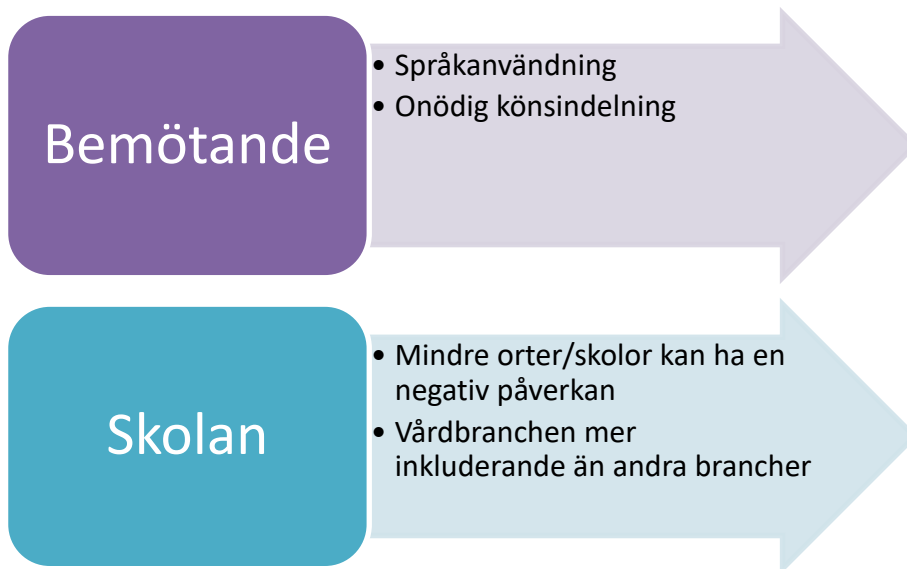 Bemötande
• Språkanvändning
• Onödig könsindelning
Skolan
• Mindre orter/skolor kan ha en
negativ påverkan
• Vårdbranchen mer
inkluderande än andra brancher